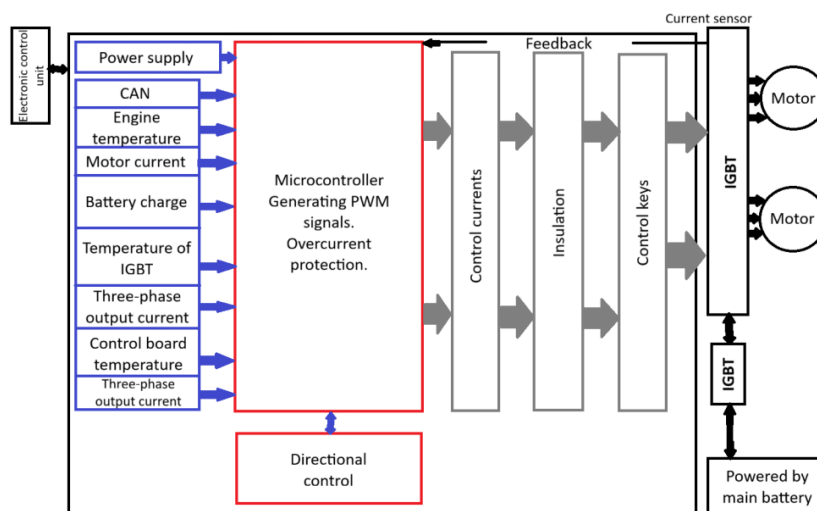 Current sensor
Electronic control
unit
Power supply
Feedback
CAN
Engine
temperature
Motor current
Battery charge
Temperature of
IGBT
Three-phase
output current
Control board
temperature
Three-phase
output current
Microcontroller
Generating PWM
signals.
Overcurrent
protection.
Directional
control
Control currents
Insulation
Control keys
IGBT
Motor
Motor
IGBT
Powered by
main battery